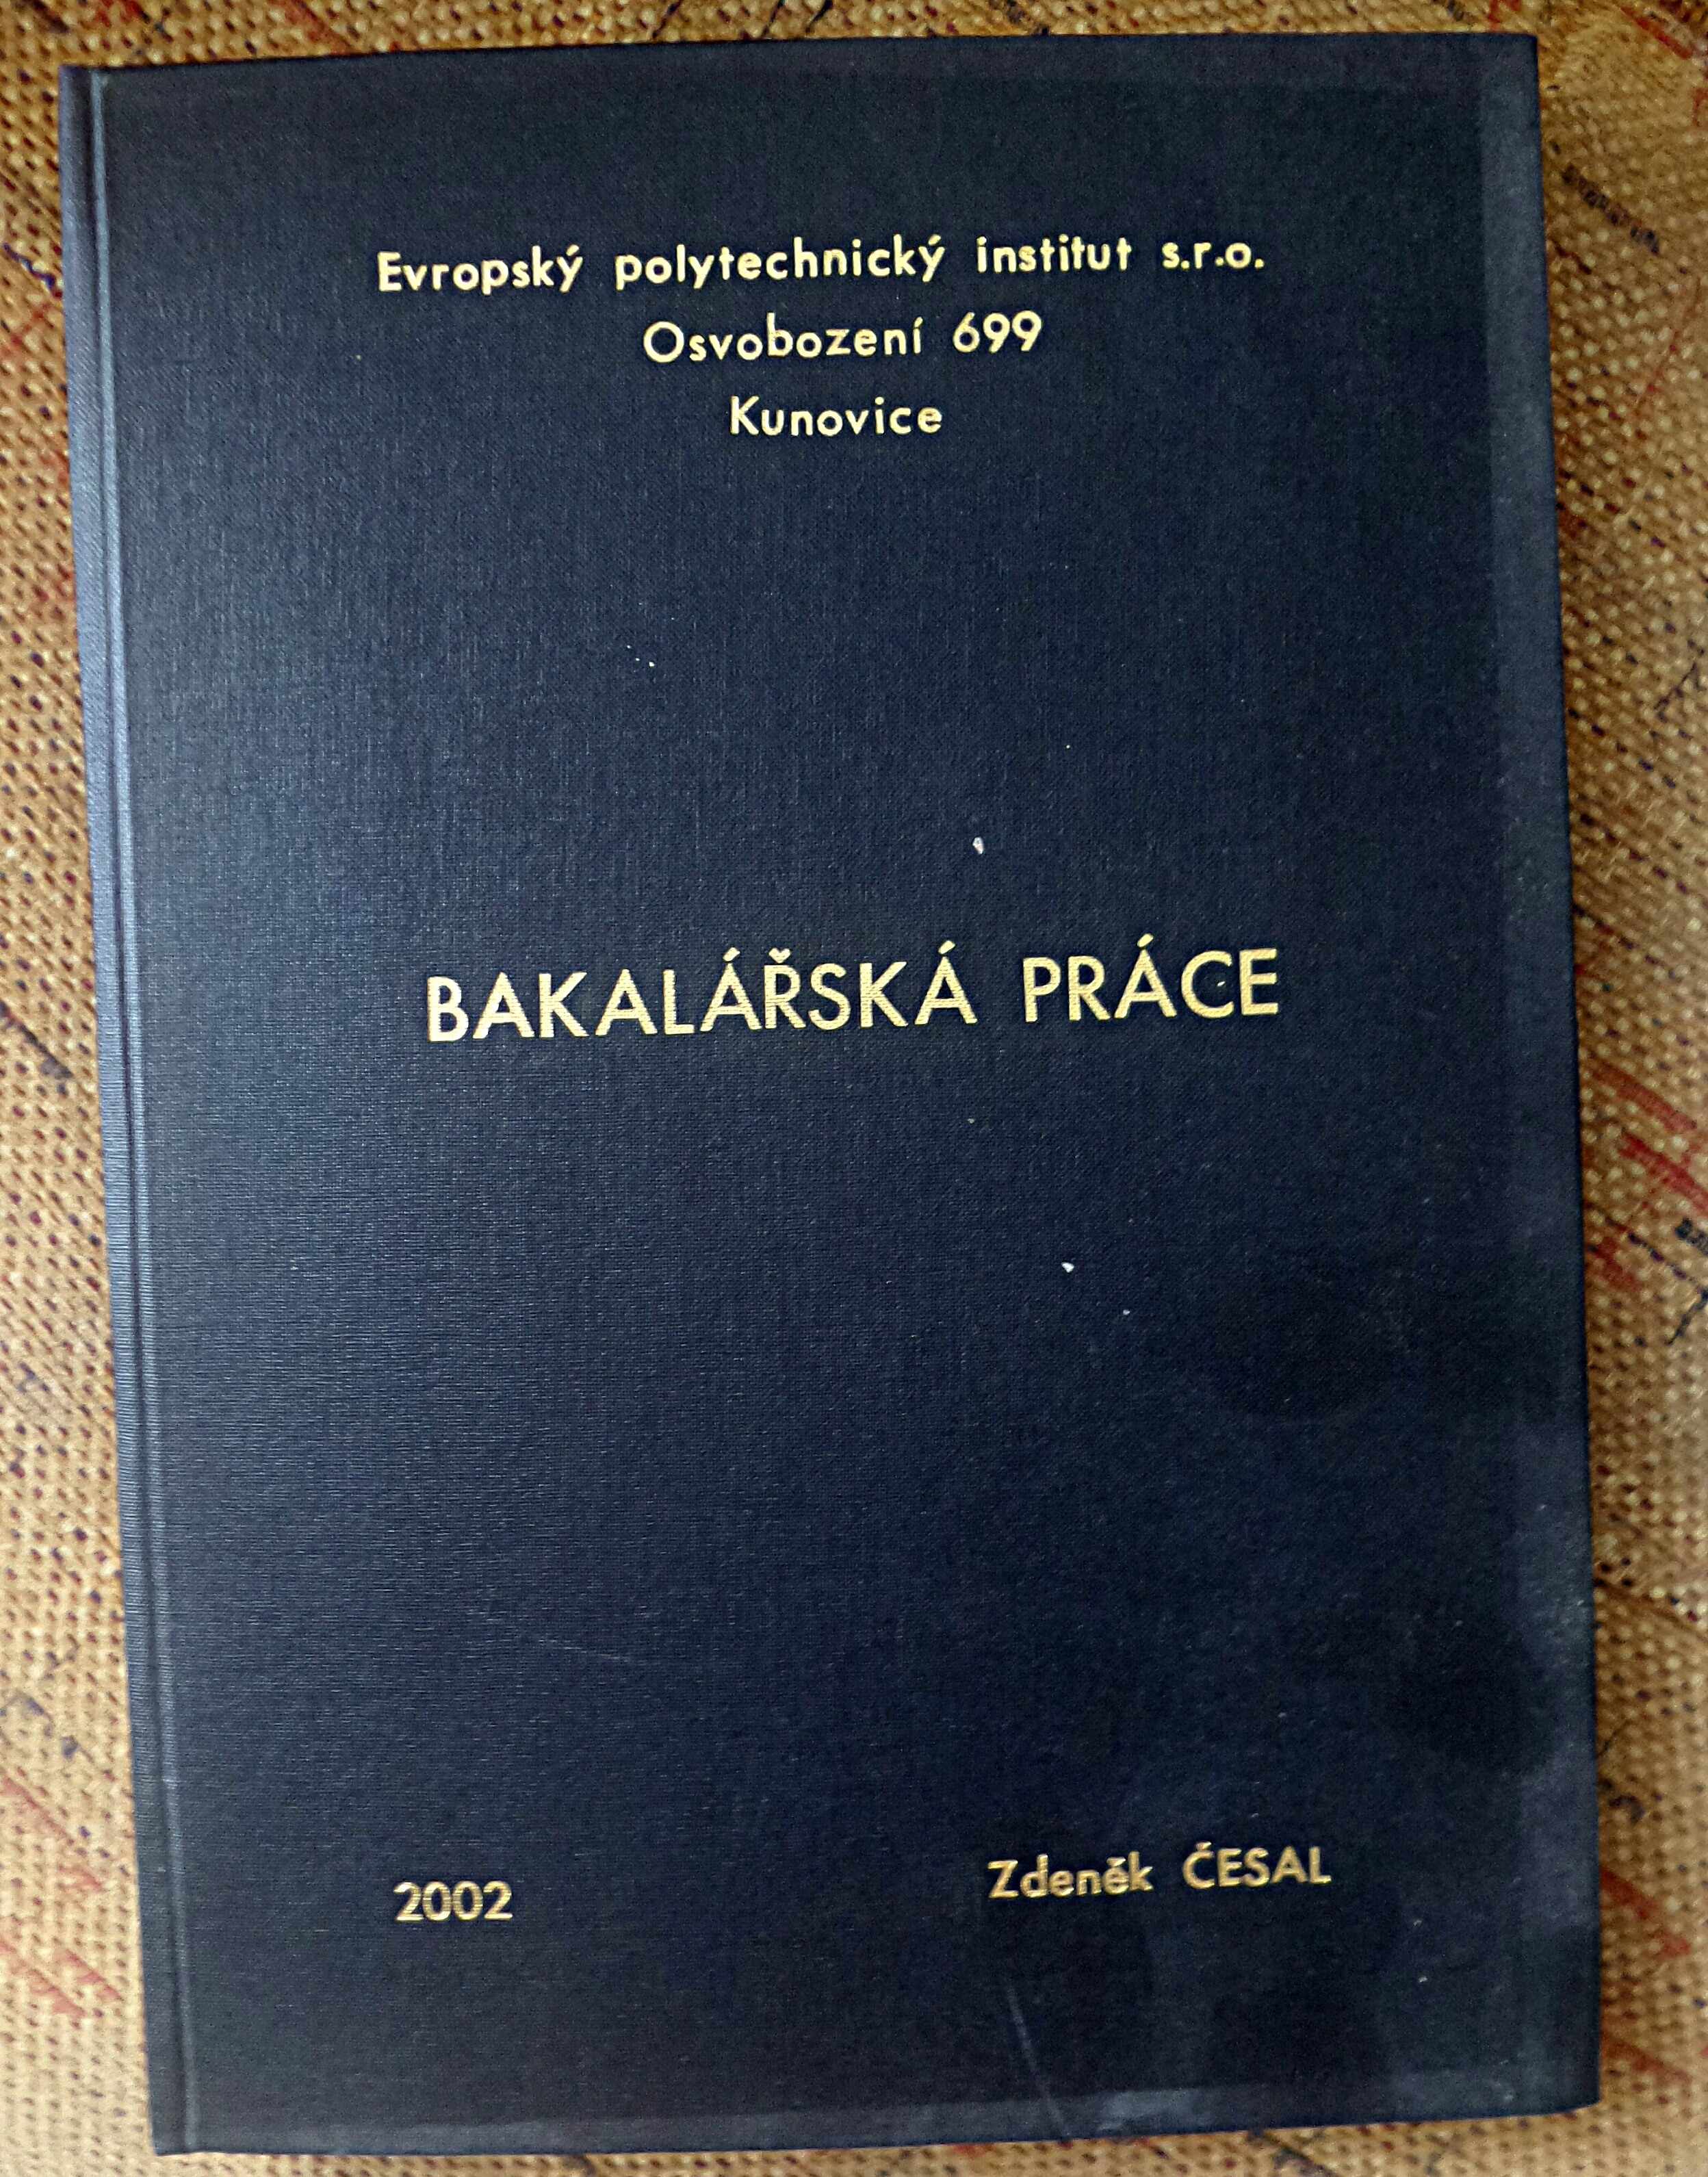 Evropský polytechnický institut s.r.o.
Osvobození 699
Kunovice
BAKALÁŘSKÁ PRÁCE
2002 Zdeněk ČESAL